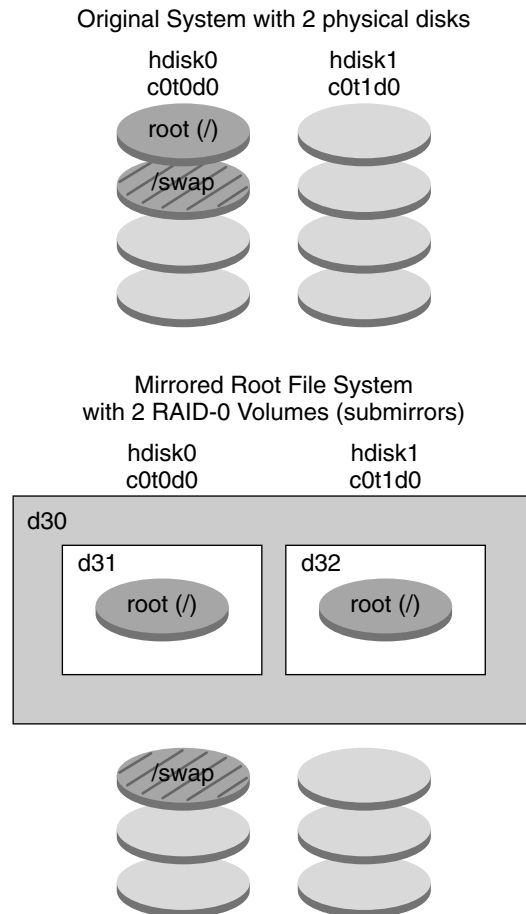 Original System with 2 physical disks
hdisk0
c0t0d0
hdisk1
c0t1d0
root (/)
/swap
Mirrored Root File System
with 2 RAID-0 Volumes (submirrors)
hdisk0
c0t0d0
hdisk1
c0t1d0
d30
d31
d32
root (/)
root (/)
/swap